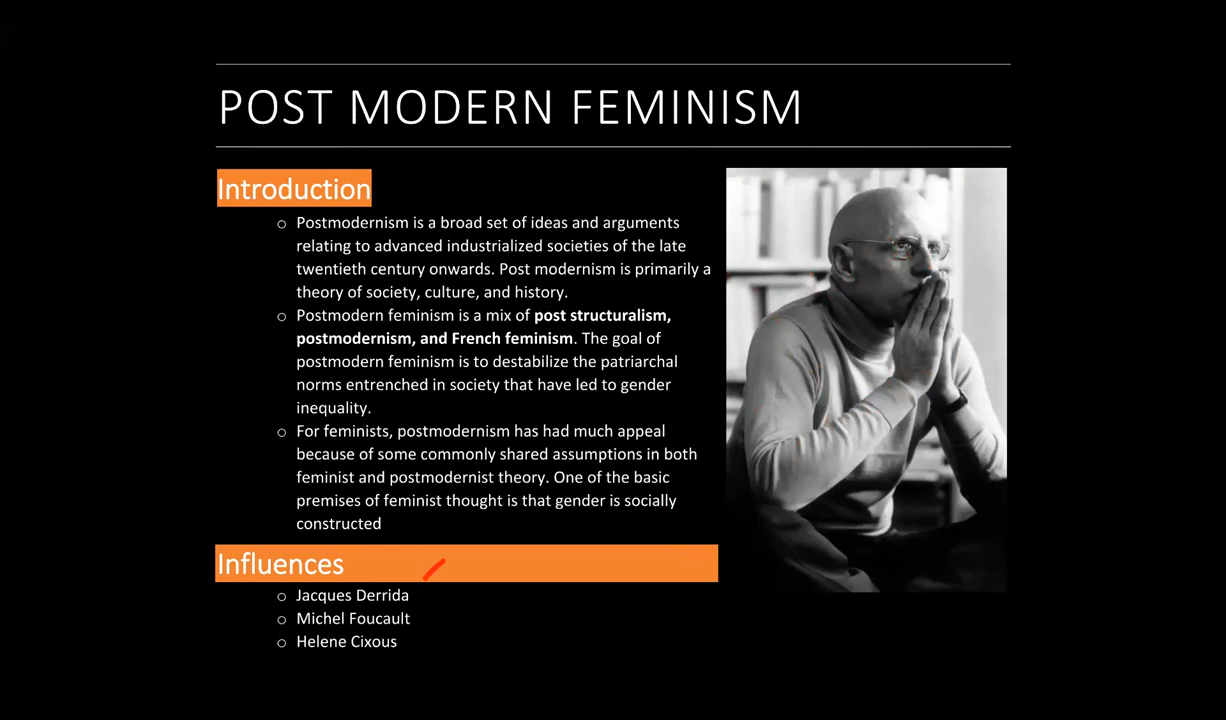 POST MODERN FEMINISM
Introduction
○ Postmodernism is a broad set of ideas and arguments
relating to advanced industrialized societies of the late
twentieth century onwards. Post modernism is primarily a
theory of society, culture, and history.
○ Postmodern feminism is a mix of post structuralism,
postmodernism, and French feminism. The goal of
postmodern feminism is to destabilize the patriarchal
norms entrenched in society that have led to gender
inequality.
○ For feminists, postmodernism has had much appeal
because of some commonly shared assumptions in both
feminist and postmodernist theory. One of the basic
premises of feminist thought is that gender is socially
constructed
Influences
○ Jacques Derrida
○ Michel Foucault
○ Helene Cixous